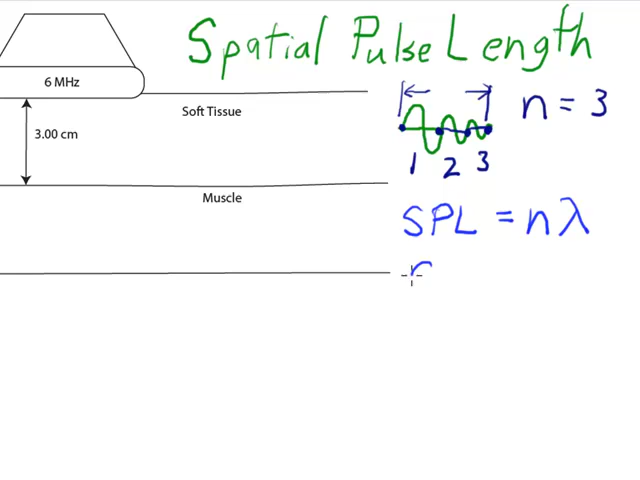 Spatial Pulse Length
6 MHz
Soft Tissue
3.00 cm
n = 3
1 2 3
Muscle
SPL = nλ